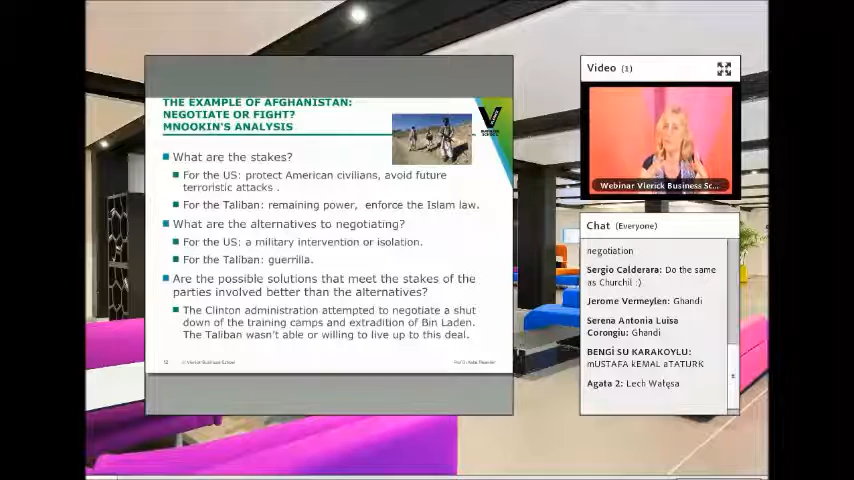 THE EXAMPLE OF AFGHANISTAN:
NEGOTIATE OR FIGHT?
MNOOKIN'S ANALYSIS
What are the stakes?
For the US: protect American civilians, avoid future
terroristic attacks .
For the Taliban: remaining power, enforce the Islam law.
What are the alternatives to negotiating?
For the US: a military intervention or isolation.
For the Taliban: guerrilla.
Are the possible solutions that meet the stakes of the
parties involved better than the alternatives?
The Clinton administration attempted to negotiate a shut
down of the training camps and extradition of Bin Laden.
The Taliban wasn't able or willing to live up to this deal.
12
© Vlerick Business School
Video (1)
Webinar Vlerick Business Sc...
Chat (Everyone)
negotiation
Sergio Calderara: Do the same
as Churchil :)
Jerome Vermeylen: Ghandi
Serena Antonia Luisa
Corongiu: Ghandi
BENGİ SU KARAKOYLU:
mUSTAFA kEMAL aTATURK
Agata 2: Lech Wałęsa